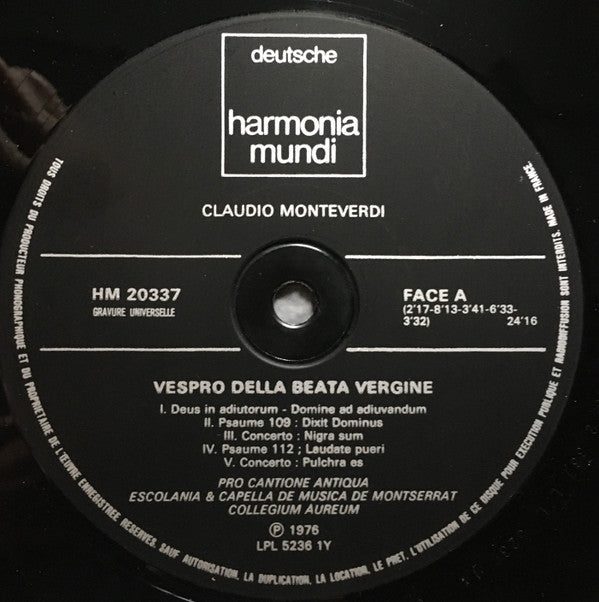 deutsche
harmonia
mundi
CLAUDIO MONTEVERDI
HM 20337
GRAVURE UNIVERSELLE
FACE A
(2'17-8'13-3'41-6'33-
3'32) 24'16
VESPRO DELLA BEATA VERGINE
I. Deus in adiutorum - Domine ad adiuvandum
II. Psaume 109 : Dixit Dominus
III. Concerto : Nigra sum
IV. Psaume 112 ; Laudate pueri
V. Concerto : Pulchra es
PRO CANTIONE ANTIQUA
ESCOLANIA & CAPELLA DE MUSICA DE MONTSERRAT
COLLEGIUM AUREUM
℗ 1976
LPL 5236 1Y
TOUS DROITS DU PRODUCTEUR PHONOGRAPHIQUE ET DU PROPRIETAIRE DE L'ŒUVRE ENREGISTREE RESERVES. SAUF AUTORISATION, LA DUPLICATION, LA LOCATION, LE PRET, L'UTILISATION DE CE DISQUE POUR EXECUTION PUBLIQUE ET RADIODIFFUSION SONT INTERDITS. MADE IN FRANCE.